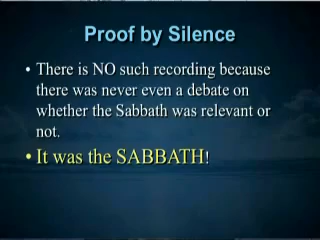 Proof by Silence
• There is NO such recording because
there was never even a debate on
whether the Sabbath was relevant or
not.
• It was the SABBATH!